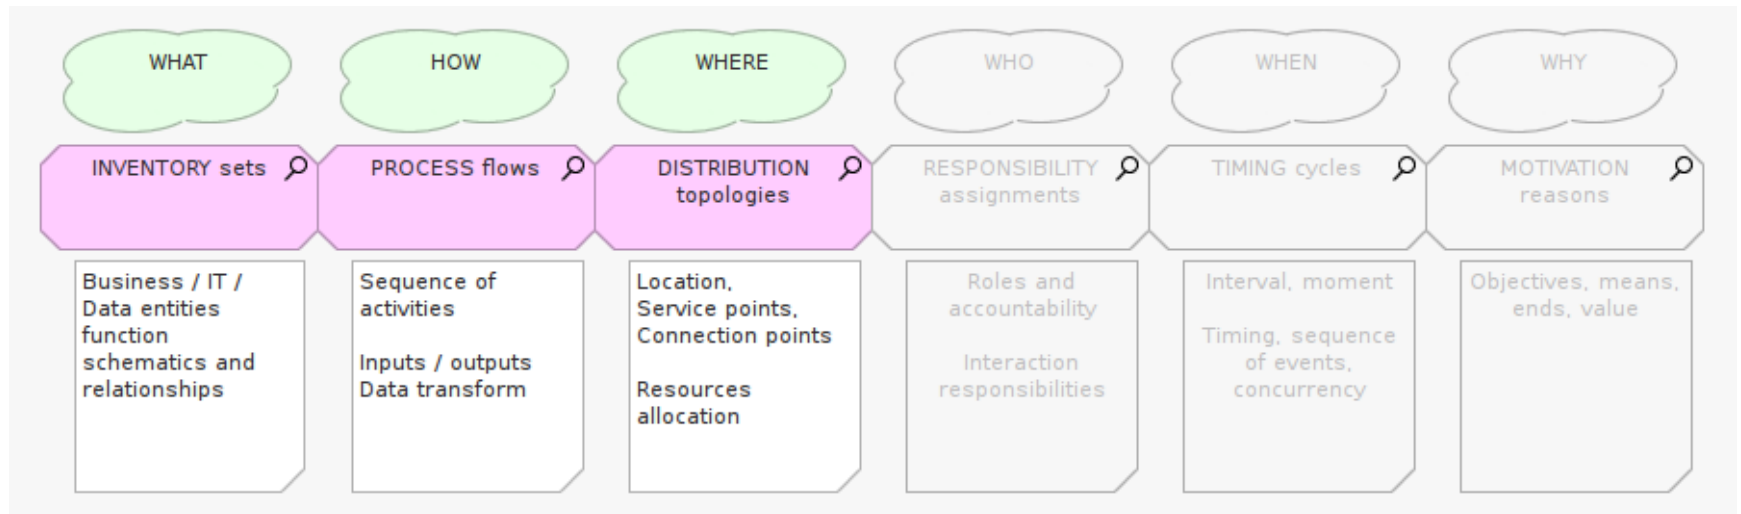 WHAT
HOW
WHERE
WHO
WHEN
WHY
INVENTORY sets
PROCESS flows
DISTRIBUTION
topologies
RESPONSIBILITY
assignments
TIMING cycles
MOTIVATION
reasons
Business / IT /
Data entities
function
schematics and
relationships
Sequence of
activities
Inputs / outputs
Data transform
Location,
Service points,
Connection points
Resources
allocation
Roles and
accountability
Interaction
responsibilities
Interval, moment
Timing, sequence
of events,
concurrency
Objectives, means,
ends, value